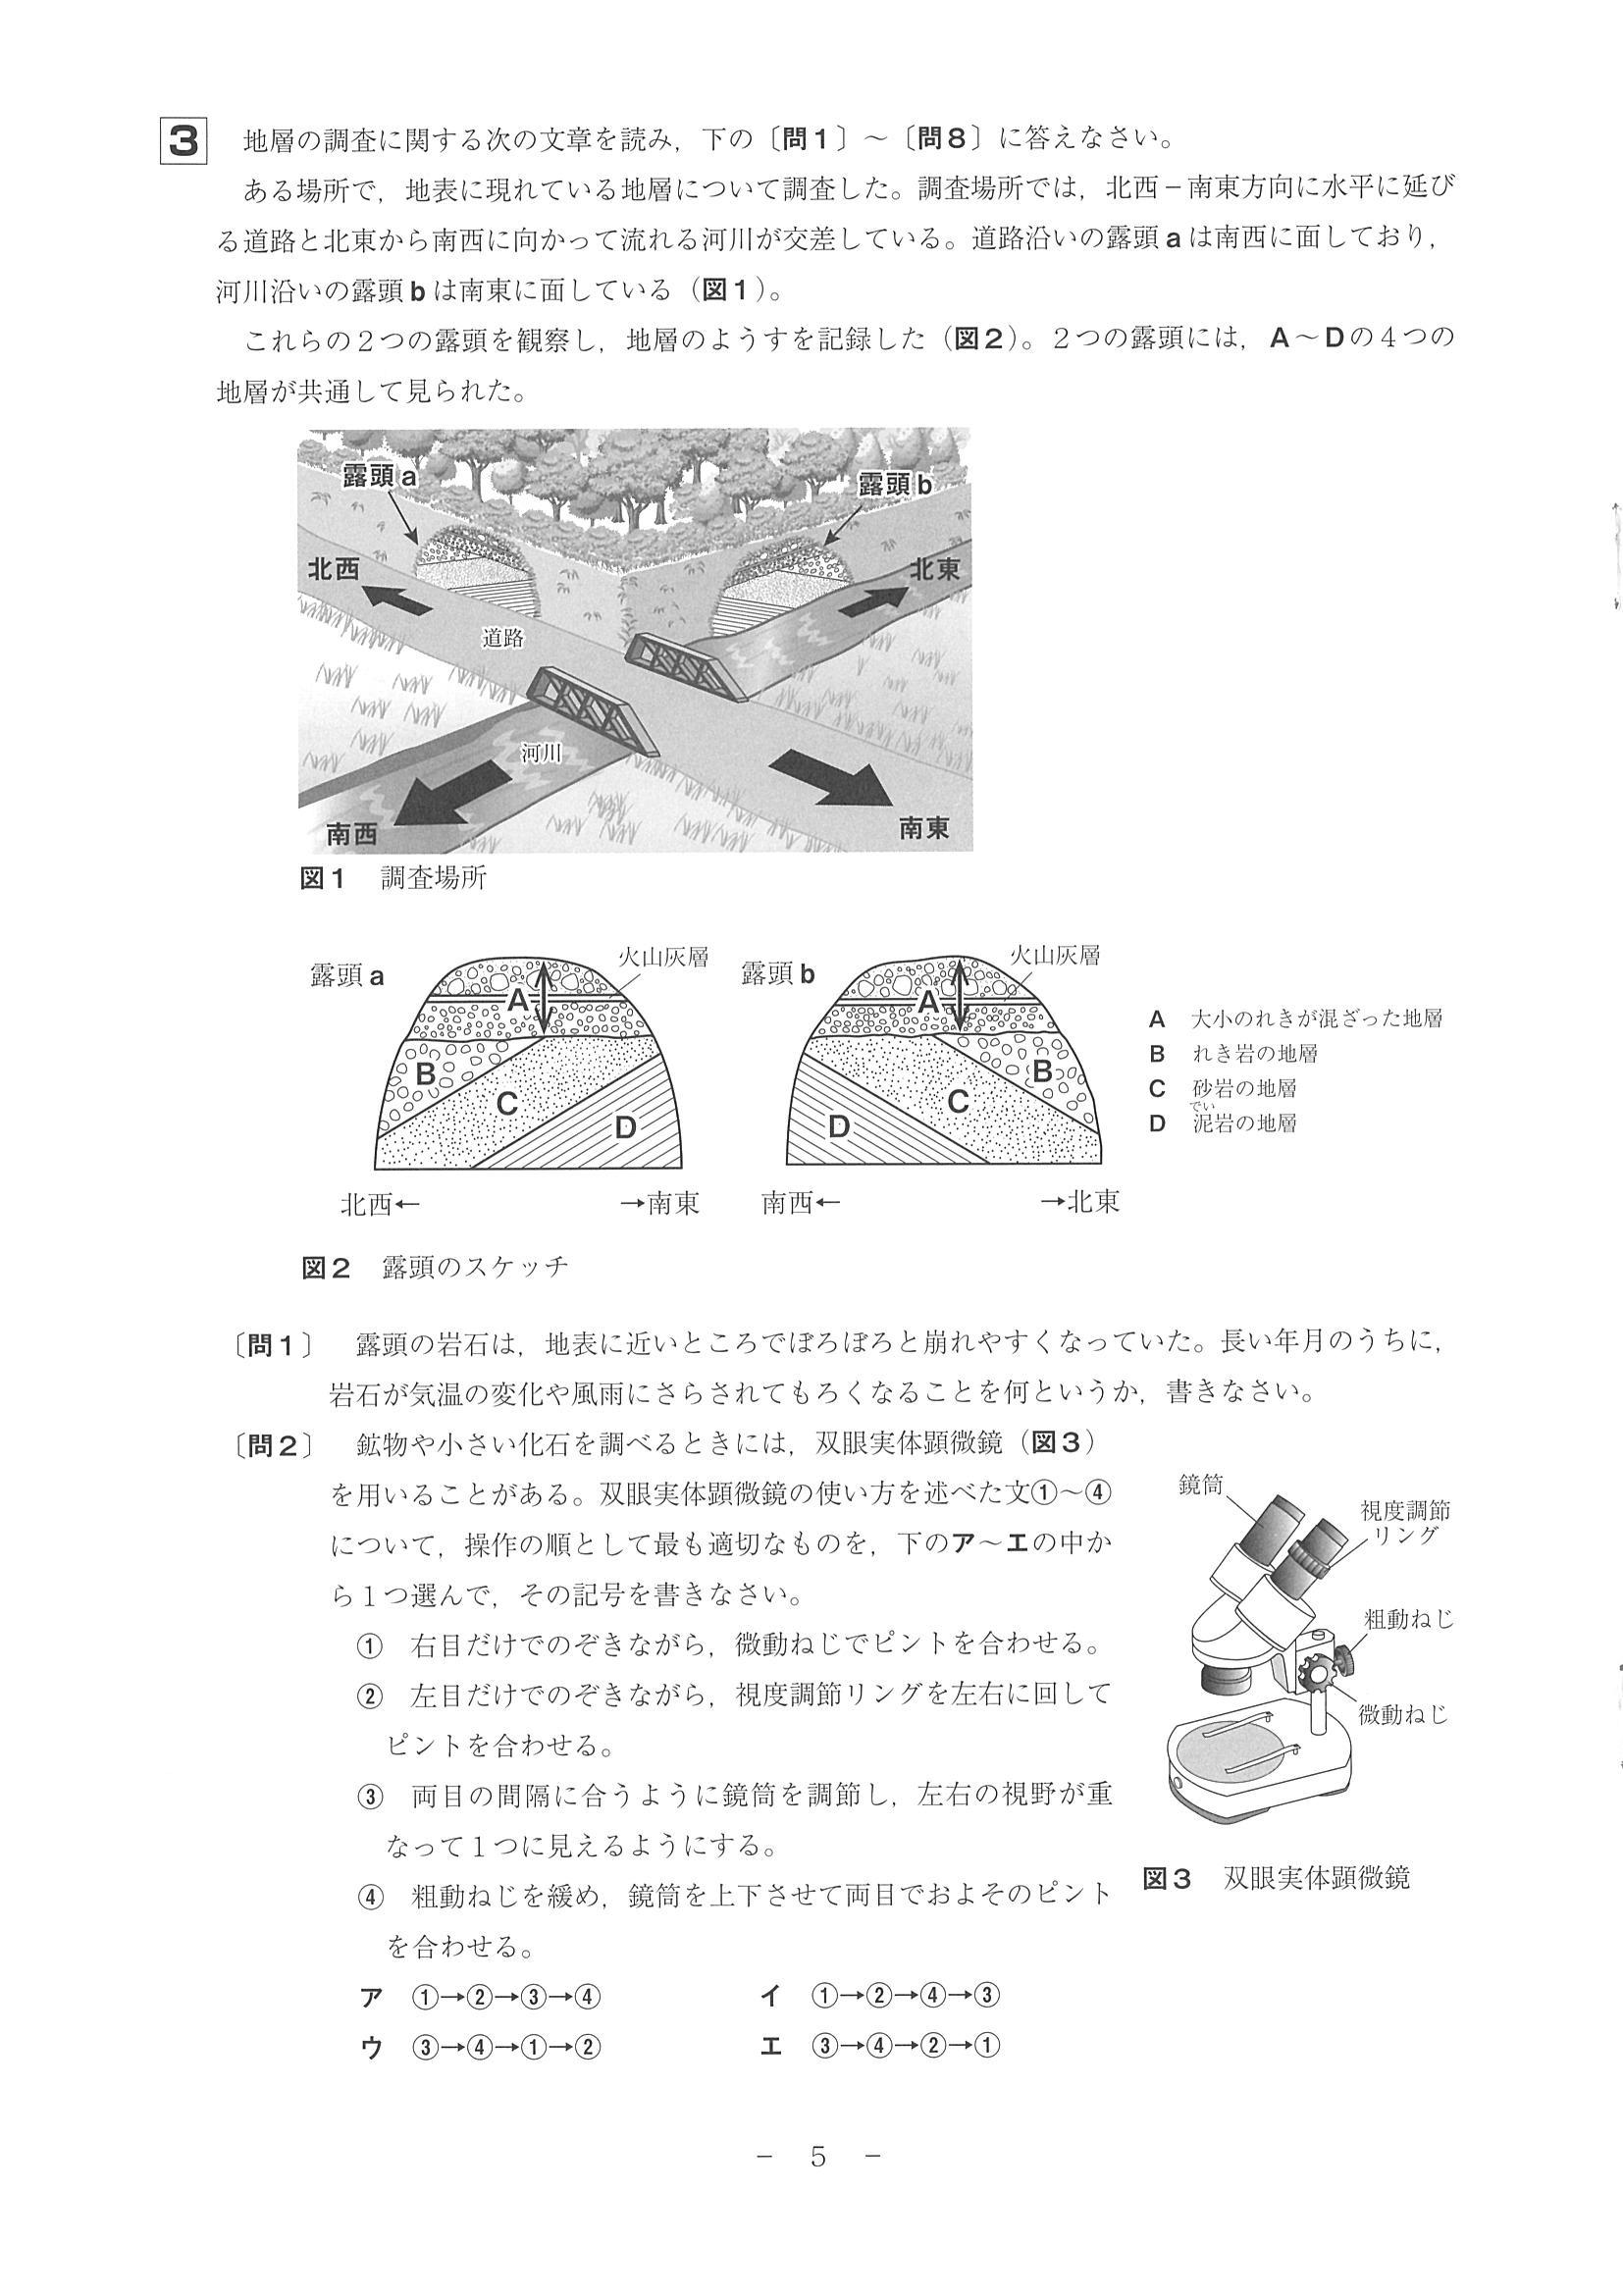 3 地層の調査に関する次の文章を読み，下の〔問1〕～〔問8〕に答えなさい。
ある場所で，地表に現れている地層について調査した。調査場所では，北西－南東方向に水平に延び
る道路と北東から南西に向かって流れる河川が交差している。道路沿いの露頭aは南西に面しており，
河川沿いの露頭bは南東に面している（図1）。
これらの2つの露頭を観察し，地層のようすを記録した（図2）。2つの露頭には，A～Dの4つの
地層が共通して見られた。
露頭a
露頭b
北西
北東
道路
河川
南西
南東
図1 調査場所
露頭a
火山灰層
A
B
C
D
北西←
→南東
露頭b
火山灰層
A
B
C
D
南西←
→北東
A 大小のれきが混ざった地層
B れき岩の地層
C 砂岩の地層
でい
D 泥岩の地層
図2 露頭のスケッチ
〔問1〕 露頭の岩石は，地表に近いところでぼろぼろと崩れやすくなっていた。長い年月のうちに，
岩石が気温の変化や風雨にさらされてもろくなることを何というか，書きなさい。
〔問2〕 鉱物や小さい化石を調べるときには，双眼実体顕微鏡（図3）
を用いることがある。双眼実体顕微鏡の使い方を述べた文①～④
について，操作の順として最も適切なものを，下のア～エの中か
ら1つ選んで，その記号を書きなさい。
① 右目だけでのぞきながら，微動ねじでピントを合わせる。
② 左目だけでのぞきながら，視度調節リングを左右に回して
ピントを合わせる。
③ 両目の間隔に合うように鏡筒を調節し，左右の視野が重
なって1つに見えるようにする。
④ 粗動ねじを緩め，鏡筒を上下させて両目でおよそのピント
を合わせる。
鏡筒
視度調節
リング
粗動ねじ
微動ねじ
図3 双眼実体顕微鏡
ア ①→②→③→④ イ ①→②→④→③
ウ ③→④→①→② エ ③→④→②→①
－ 5 －